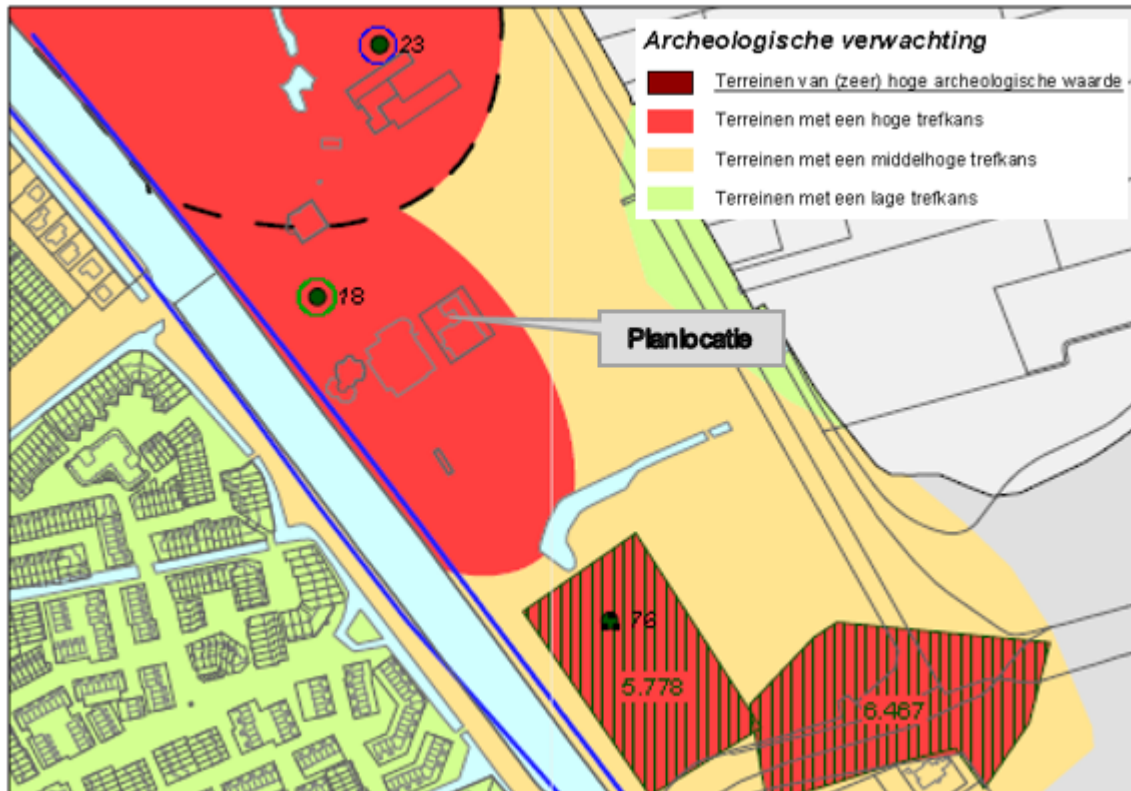 Archeologische verwachting
Terreinen van (zeer) hoge archeologische waarde
Terreinen met een hoge trefkans
Terreinen met een middelhoge trefkans
Terreinen met een lage trefkans
23
18
Planlocatie
76
5.778
6.467